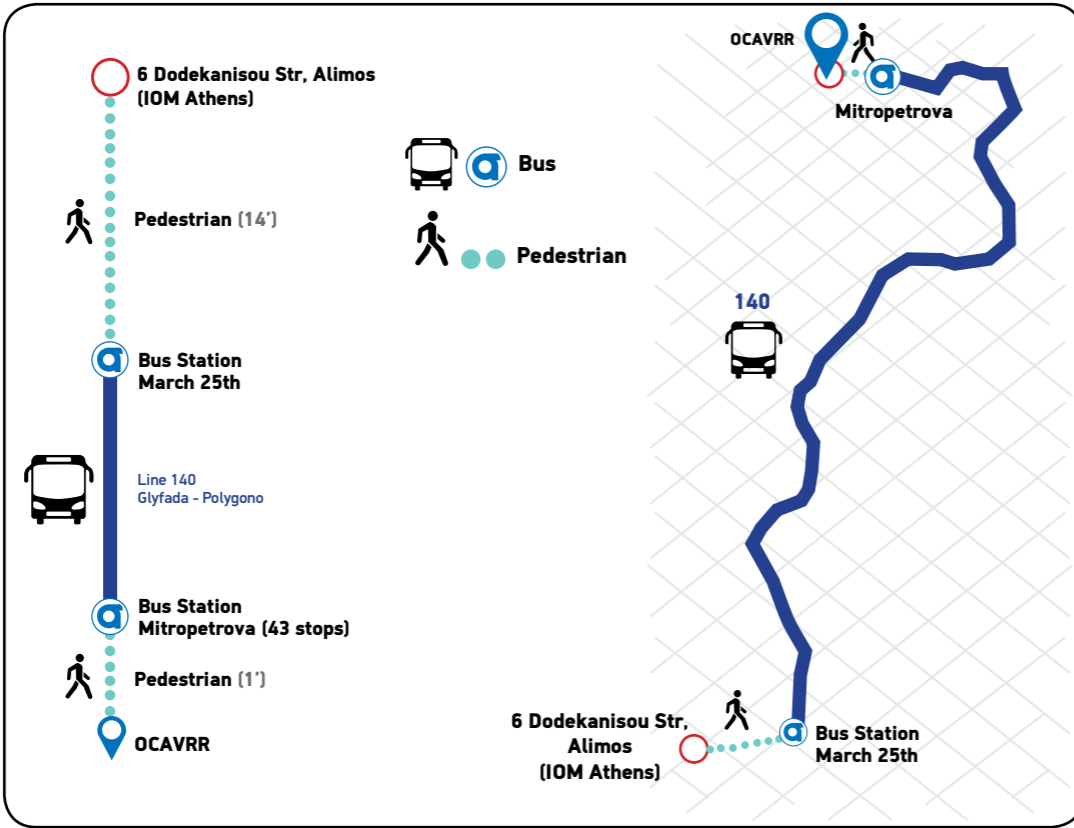 6 Dodekanisou Str, Alimos
(IOM Athens)
Pedestrian (14')
Bus Station
March 25th
Line 140
Glyfada - Polygono
Bus Station
Mitropetrova (43 stops)
Pedestrian (1')
OCAVRR
Bus
Pedestrian
OCAVRR
Mitropetrova
140
6 Dodekanisou Str,
Alimos
(IOM Athens)
Bus Station
March 25th